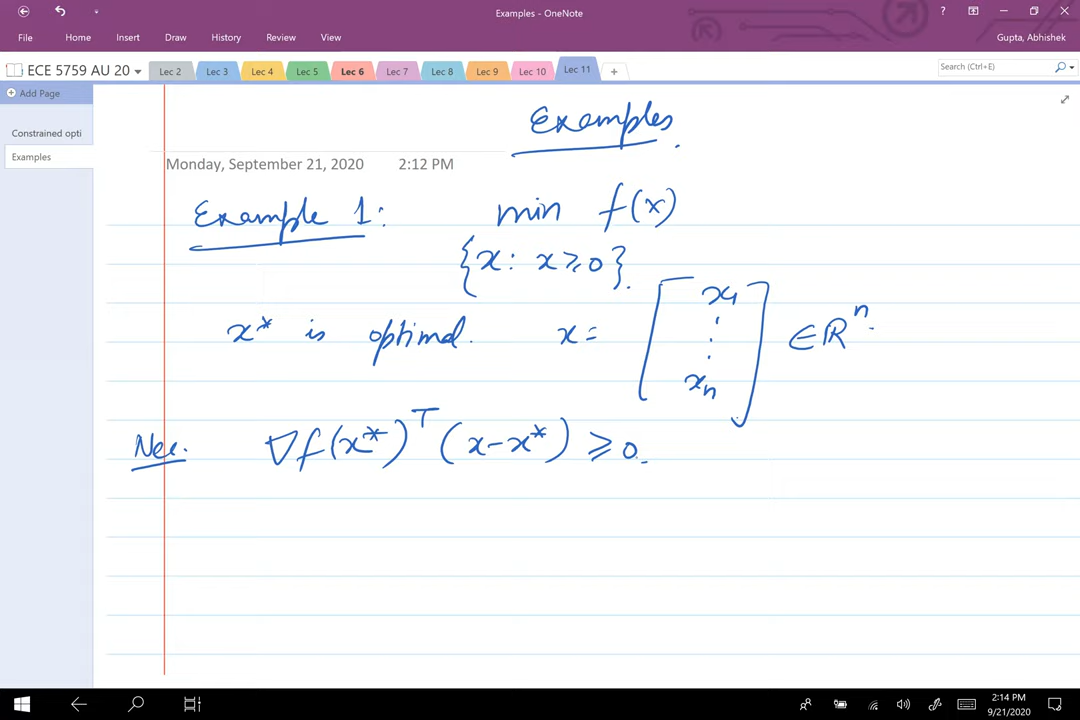 Examples - OneNote
File Home Insert Draw History Review View
Gupta, Abhishek
ECE 5759 AU 20
Lec 2 Lec 3 Lec 4 Lec 5 Lec 6 Lec 7 Lec 8 Lec 9 Lec 10 Lec 11 +
Search (Ctrl+E)
Add Page
Constrained opti
Examples
Examples.
Monday, September 21, 2020 2:12 PM
Example 1: min f(x)
{x: x≥0}.
x* is optimal. x = [x1 ⋮ xn] ∈ ℝ^n.
Nec. ∇f(x*)^T (x-x*) ≥ 0.
2:14 PM
9/21/2020